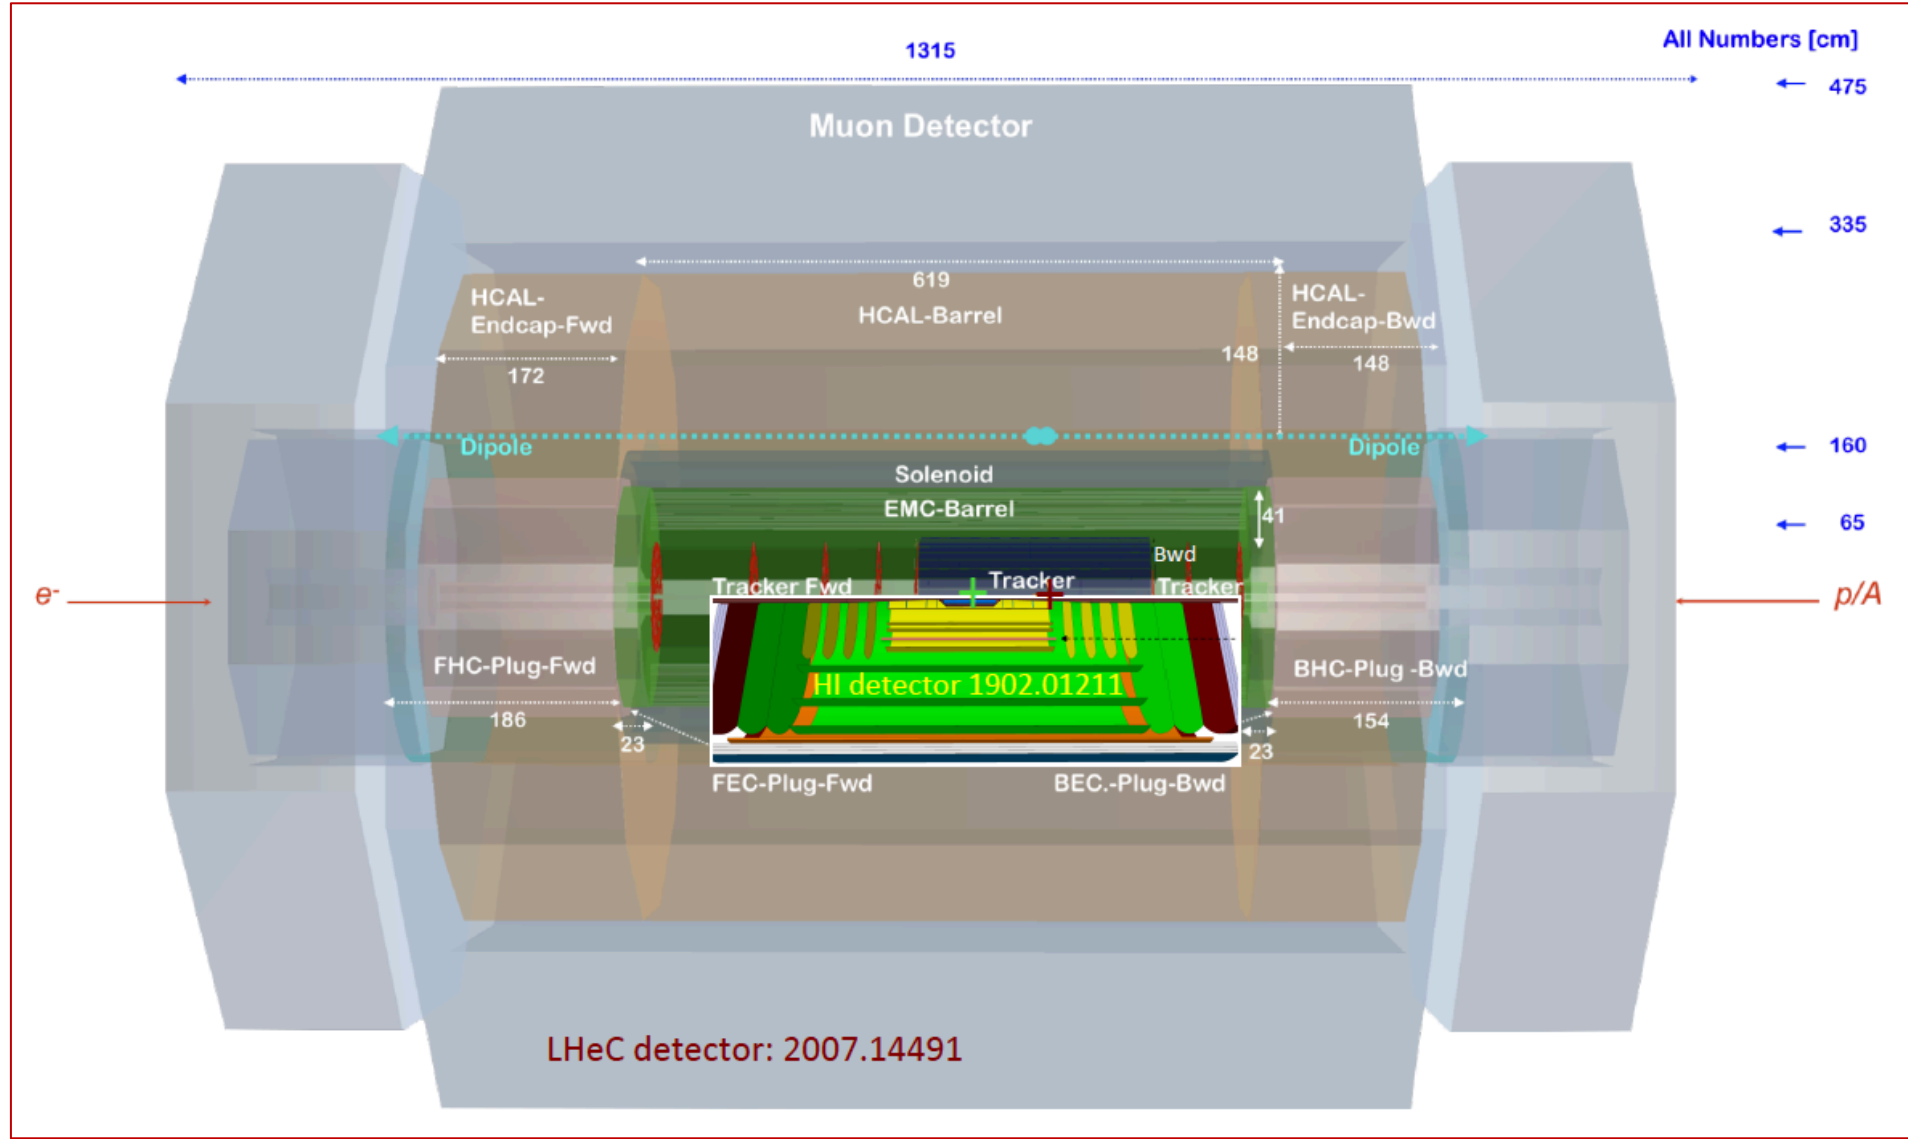 1315
All Numbers [cm]
475
Muon Detector
335
619
HCAL-Endcap-Fwd
HCAL-Barrel
HCAL-Endcap-Bwd
172
148
148
160
Dipole
Dipole
Solenoid
EMC-Barrel
41
65
Bwd
Tracker Fwd
Tracker
Tracker
e-
p/A
FHC-Plug-Fwd
HI detector 1902.01211
BHC-Plug -Bwd
186
23
23
154
FEC-Plug-Fwd
BEC.-Plug-Bwd
LHeC detector: 2007.14491